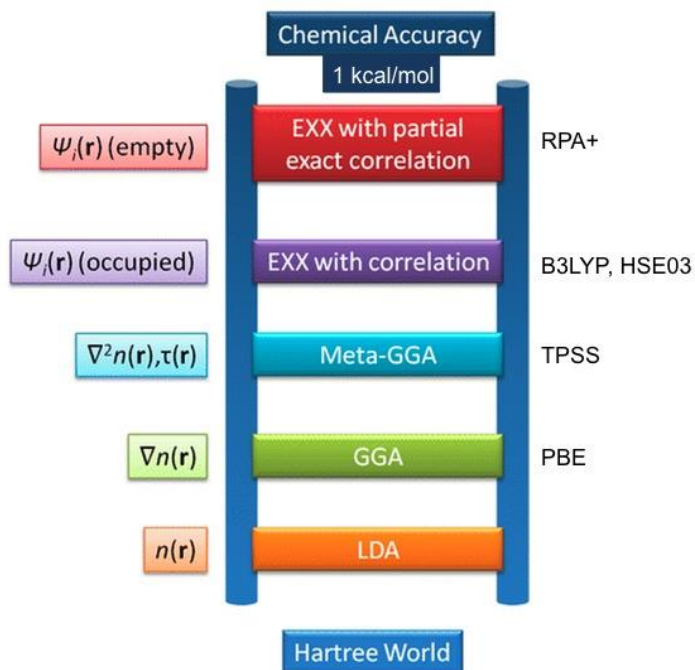 Chemical Accuracy
1 kcal/mol
Ψi(r) (empty)
EXX with partial
exact correlation
RPA+
Ψi(r) (occupied)
EXX with correlation
B3LYP, HSE03
∇²n(r),τ(r)
Meta-GGA
TPSS
∇n(r)
GGA
PBE
n(r)
LDA
Hartree World